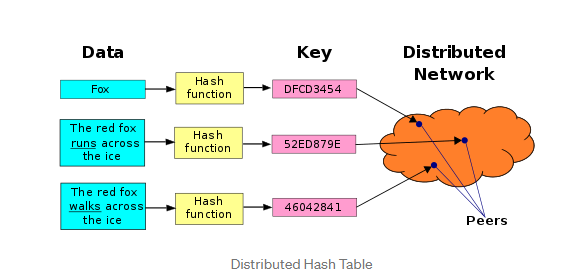 Data
Key
Distributed
Network
Fox
Hash
function
DFCD3454
The red fox
runs across
the ice
Hash
function
52ED879E
The red fox
walks across
the ice
Hash
function
46042841
Peers
Distributed Hash Table